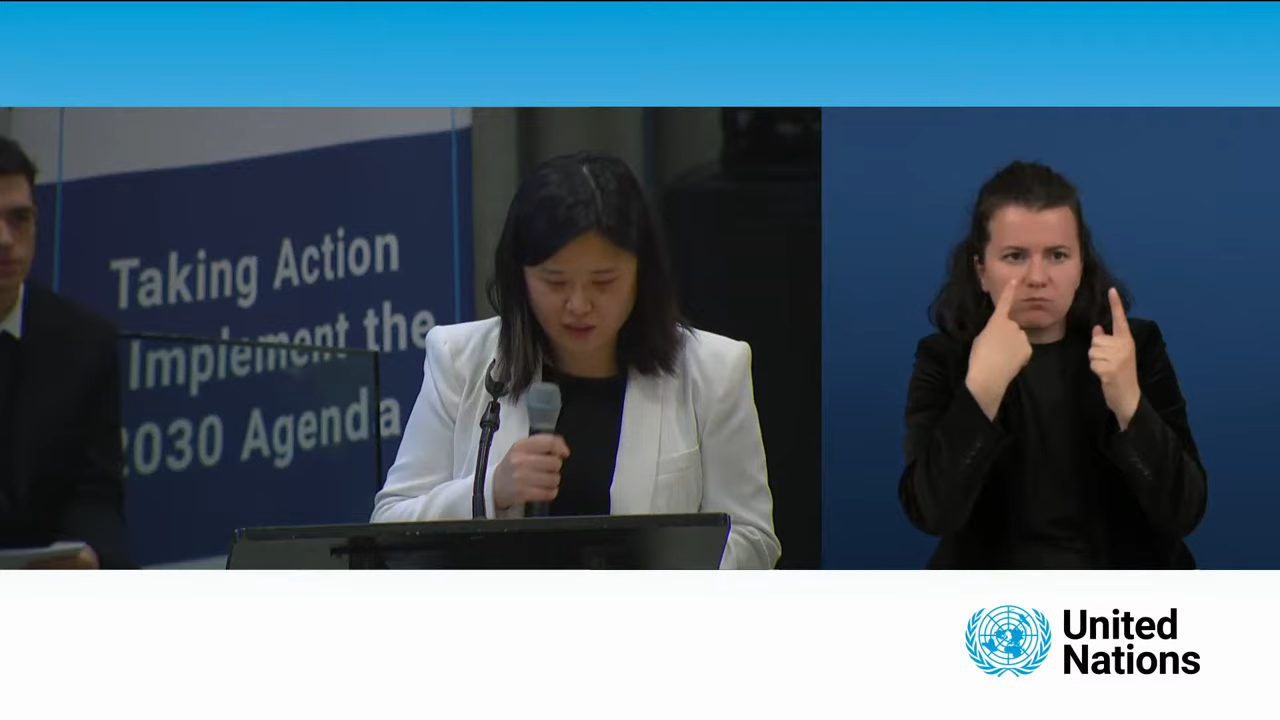 Taking Action
Implement the
2030 Agenda
United
Nations